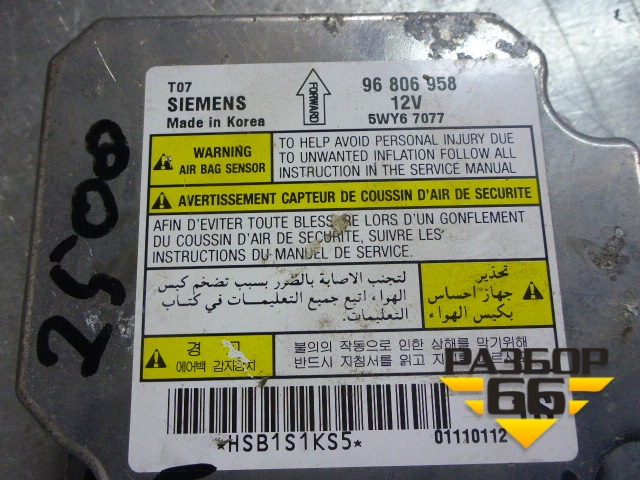 T07
SIEMENS
Made in Korea
FORWARD
96 806 958
12V
5WY6 7077
WARNING
AIR BAG SENSOR
TO HELP AVOID PERSONAL INJURY DUE
TO UNWANTED INFLATION FOLLOW ALL
INSTRUCTION IN THE SERVICE MANUAL
AVERTISSEMENT CAPTEUR DE COUSSIN D'AIR DE SECURITE
AFIN D'EVITER TOUTE BLESSURE LORS D'UN GONFLEMENT
DU COUSSIN D'AIR DE SECURITE, SUIVRE LES
INSTRUCTIONS DU MANUEL DE SERVICE.
لتجنب الاصابة بالضرر بسبب تضخم كيس
الهواء اتبع جميع التعليمات في كتاب
التعليمات.
تحذير
جهاز احساس
بكيس الهواء
경 고
에어백 감지장치
불의의 작동으로 인한 상해를 막기위해
반드시 지침서를 읽고
*HSB1S1KS5*
01110112
2500
РАЗБОР
66